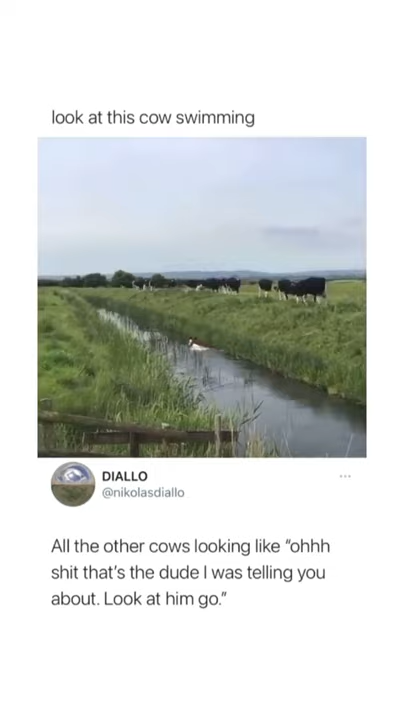 look at this cow swimming
DIALLO
@nikolasdiallo
All the other cows looking like “ohhh
shit that’s the dude I was telling you
about. Look at him go.”